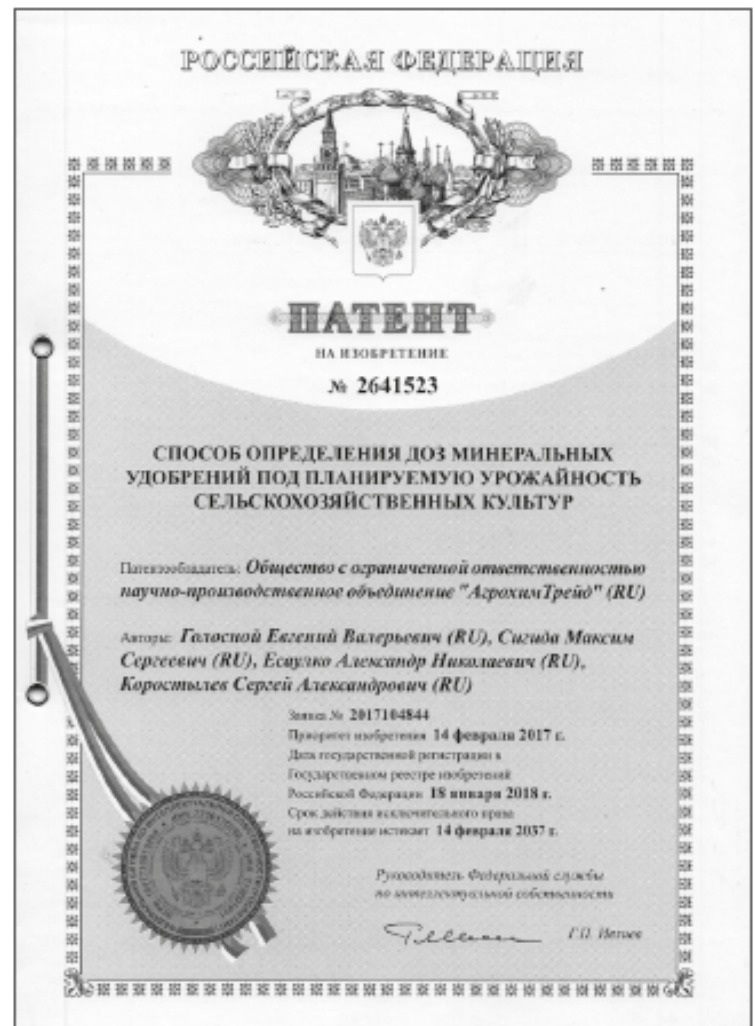 РОССИЙСКАЯ ФЕДЕРАЦИЯ
ПАТЕНТ
НА ИЗОБРЕТЕНИЕ
№ 2641523
СПОСОБ ОПРЕДЕЛЕНИЯ ДОЗ МИНЕРАЛЬНЫХ
УДОБРЕНИЙ ПОД ПЛАНИРУЕМУЮ УРОЖАЙНОСТЬ
СЕЛЬСКОХОЗЯЙСТВЕННЫХ КУЛЬТУР
Патентообладатель: Общество с ограниченной ответственностью
научно-производственное объединение "АгрохимТрейд" (RU)
Авторы: Голосной Евгений Валерьевич (RU), Сигида Максим
Сергеевич (RU), Есаулко Александр Николаевич (RU),
Коростылев Сергей Александрович (RU)
Заявка № 2017104844
Приоритет изобретения 14 февраля 2017 г.
Дата государственной регистрации в
Государственном реестре изобретений
Российской Федерации 18 января 2018 г.
Срок действия исключительного права
на изобретение истекает 14 февраля 2037 г.
Руководитель Федеральной службы
по интеллектуальной собственности
Г.П. Ивлиев